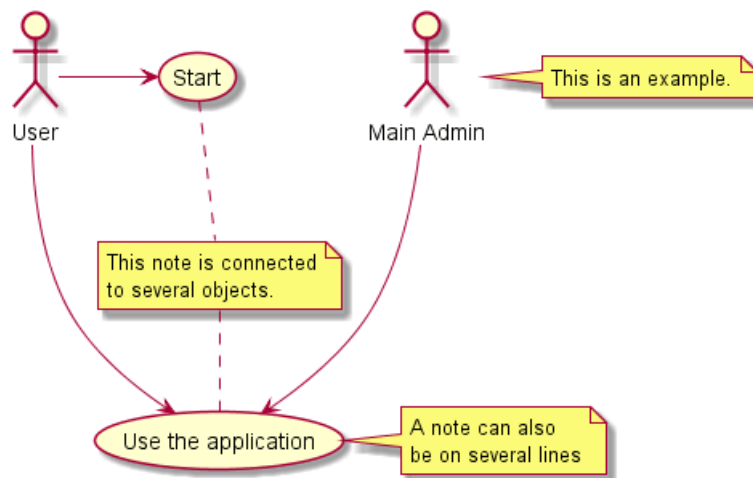 Start
This is an example.
User
Main Admin
This note is connected
to several objects.
Use the application
A note can also
be on several lines